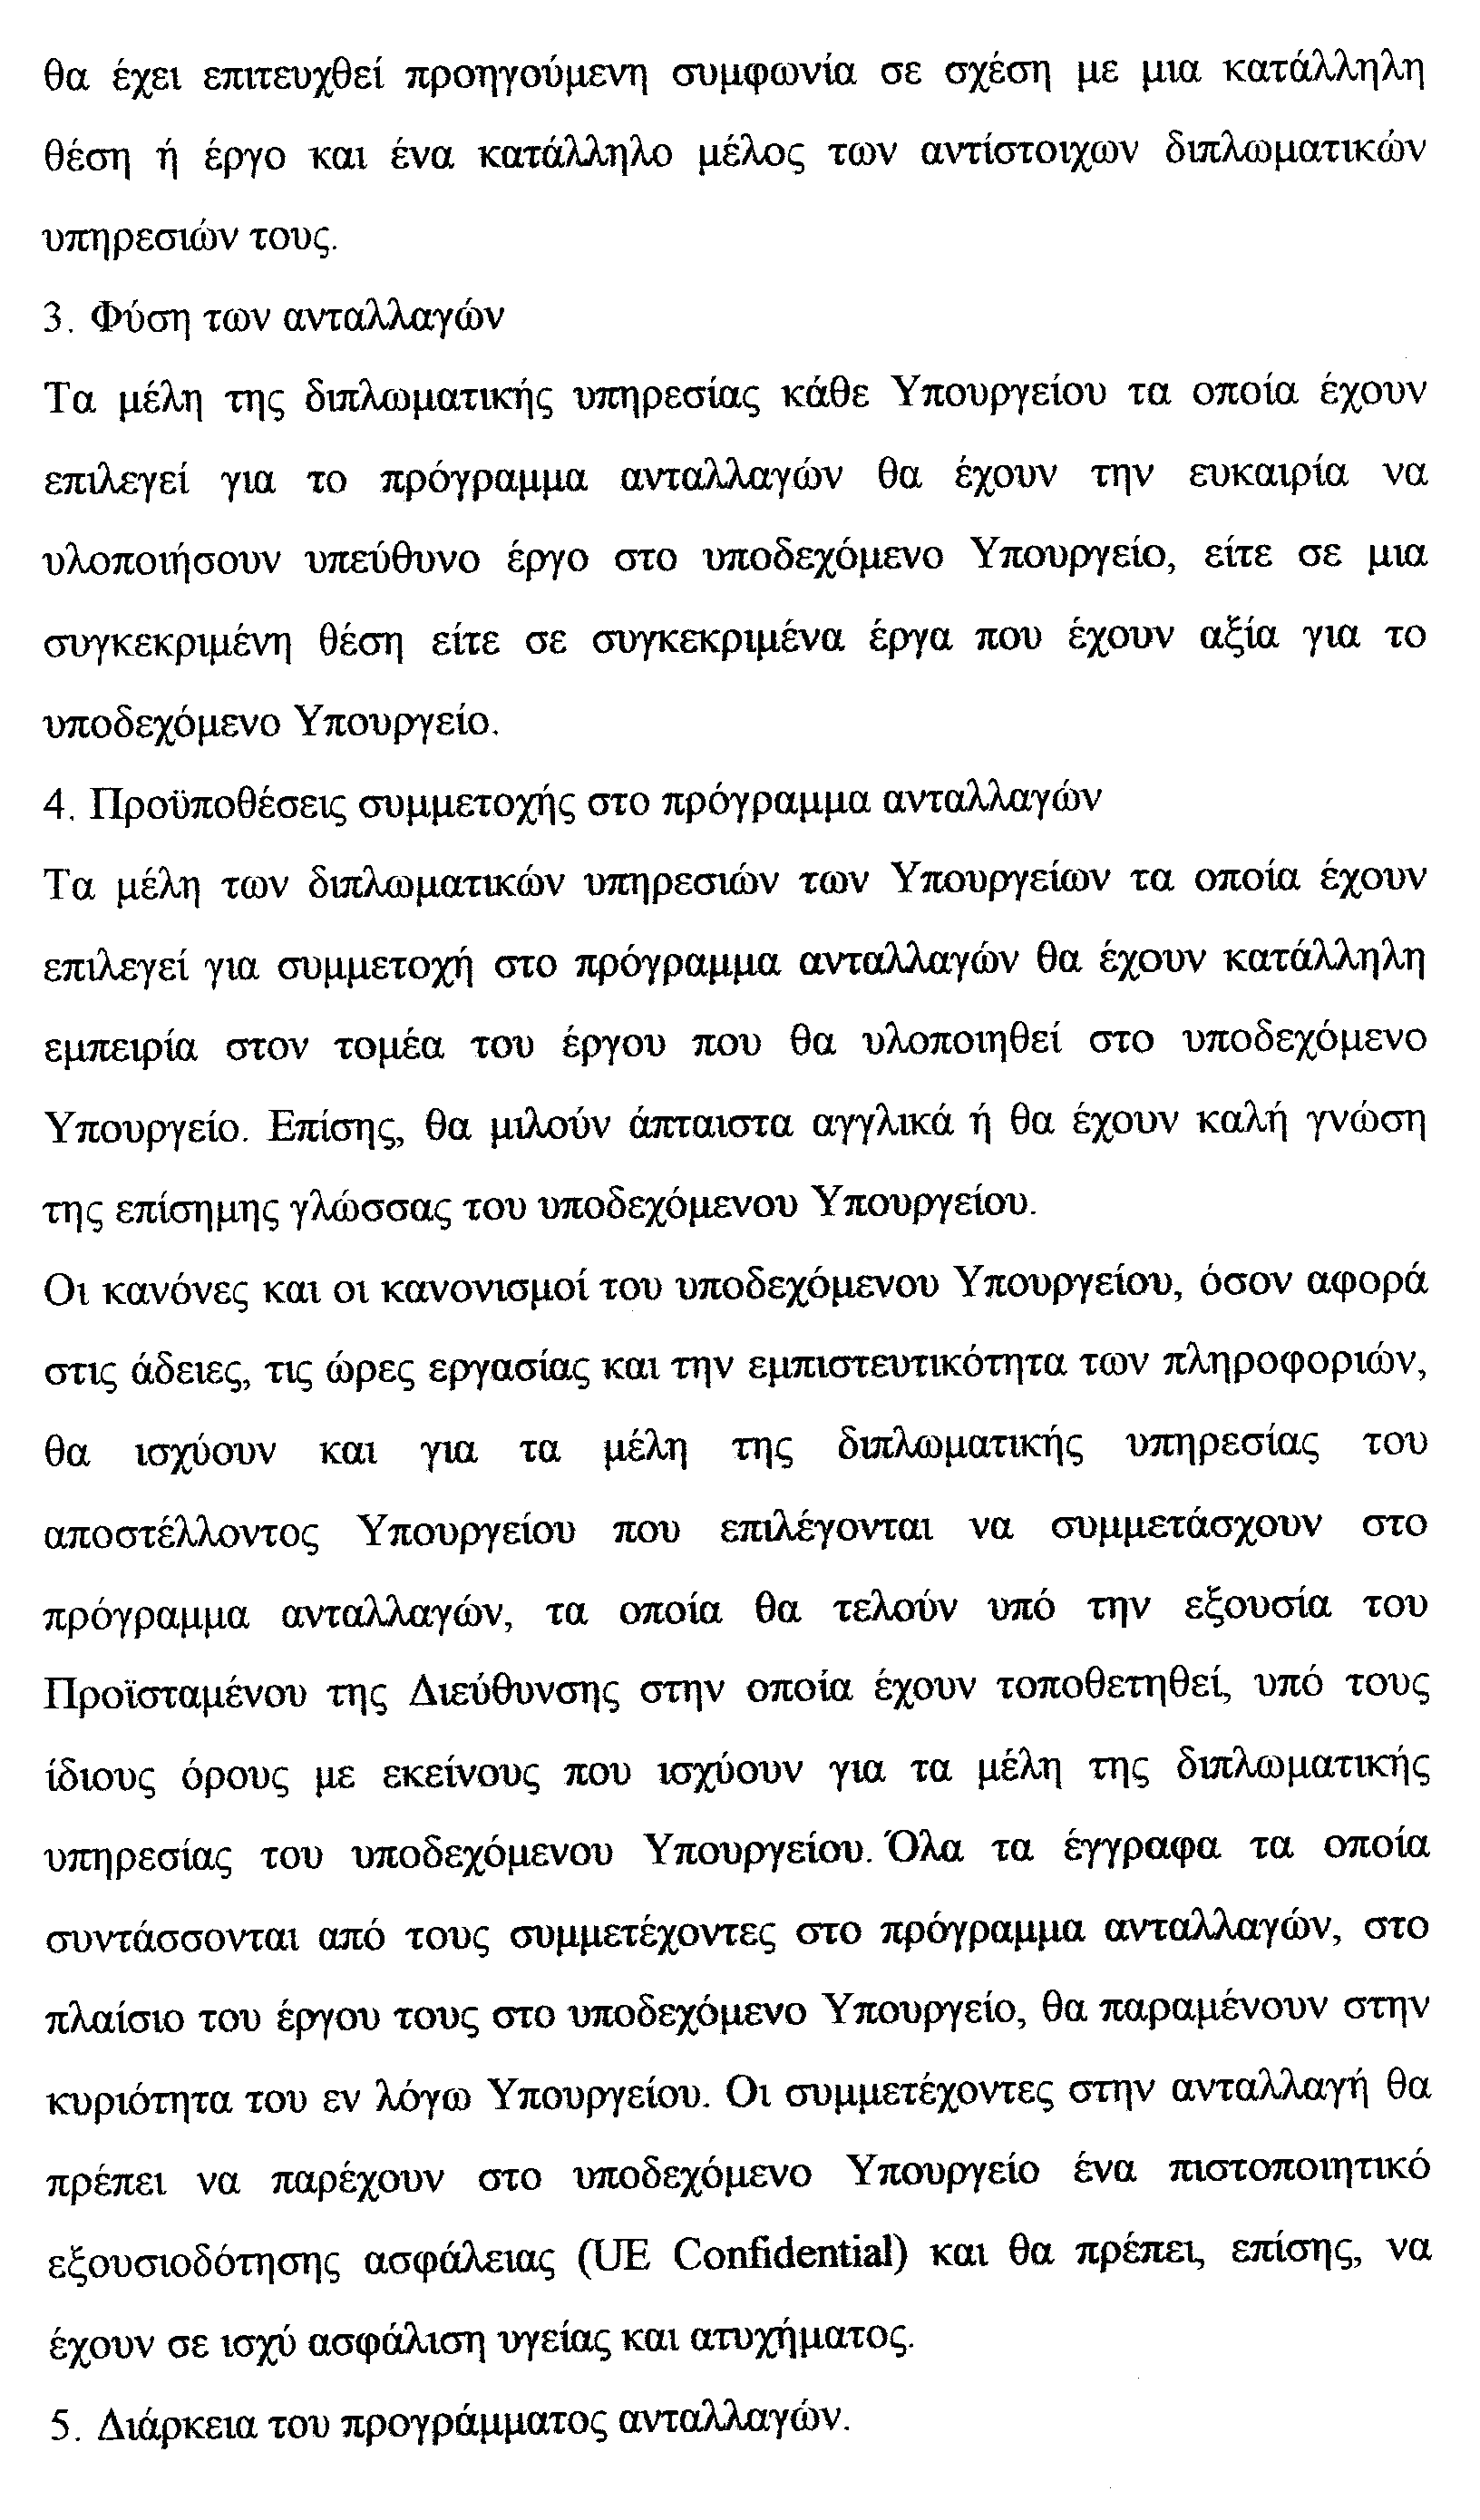 θα έχει επιτευχθεί προηγούμενη συμφωνία σε σχέση με μια κατάλληλη
θέση ή έργο και ένα κατάλληλο μέλος των αντίστοιχων διπλωματικών
υπηρεσιών τους.
3. Φύση των ανταλλαγών
Τα μέλη της διπλωματικής υπηρεσίας κάθε Υπουργείου τα οποία έχουν
επιλεγεί για το πρόγραμμα ανταλλαγών θα έχουν την ευκαιρία να
υλοποιήσουν υπεύθυνο έργο στο υποδεχόμενο Υπουργείο, είτε σε μια
συγκεκριμένη θέση είτε σε συγκεκριμένα έργα που έχουν αξία για το
υποδεχόμενο Υπουργείο.
4. Προϋποθέσεις συμμετοχής στο πρόγραμμα ανταλλαγών
Τα μέλη των διπλωματικών υπηρεσιών των Υπουργείων τα οποία έχουν
επιλεγεί για συμμετοχή στο πρόγραμμα ανταλλαγών θα έχουν κατάλληλη
εμπειρία στον τομέα του έργου που θα υλοποιηθεί στο υποδεχόμενο
Υπουργείο. Επίσης, θα μιλούν άπταιστα αγγλικά ή θα έχουν καλή γνώση
της επίσημης γλώσσας του υποδεχόμενου Υπουργείου.
Οι κανόνες και οι κανονισμοί του υποδεχόμενου Υπουργείου, όσον αφορά
στις άδειες, τις ώρες εργασίας και την εμπιστευτικότητα των πληροφοριών,
θα ισχύουν και για τα μέλη της διπλωματικής υπηρεσίας του
αποστέλλοντος Υπουργείου που επιλέγονται να συμμετάσχουν στο
πρόγραμμα ανταλλαγών, τα οποία θα τελούν υπό την εξουσία του
Προϊσταμένου της Διεύθυνσης στην οποία έχουν τοποθετηθεί, υπό τους
ίδιους όρους με εκείνους που ισχύουν για τα μέλη της διπλωματικής
υπηρεσίας του υποδεχόμενου Υπουργείου. Όλα τα έγγραφα τα οποία
συντάσσονται από τους συμμετέχοντες στο πρόγραμμα ανταλλαγών, στο
πλαίσιο του έργου τους στο υποδεχόμενο Υπουργείο, θα παραμένουν στην
κυριότητα του εν λόγω Υπουργείου. Οι συμμετέχοντες στην ανταλλαγή θα
πρέπει να παρέχουν στο υποδεχόμενο Υπουργείο ένα πιστοποιητικό
εξουσιοδότησης ασφάλειας (UE Confidential) και θα πρέπει, επίσης, να
έχουν σε ισχύ ασφάλιση υγείας και ατυχήματος.
5. Διάρκεια του προγράμματος ανταλλαγών.